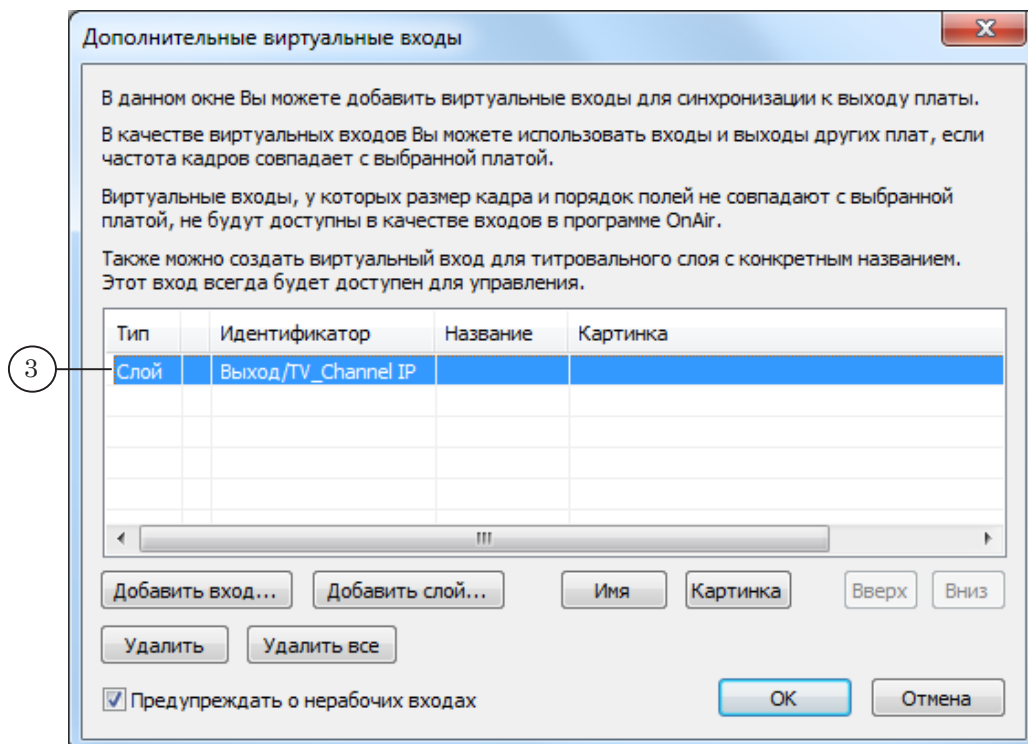 Дополнительные виртуальные входы
В данном окне Вы можете добавить виртуальные входы для синхронизации к выходу платы.
В качестве виртуальных входов Вы можете использовать входы и выходы других плат, если
частота кадров совпадает с выбранной платой.
Виртуальные входы, у которых размер кадра и порядок полей не совпадают с выбранной
платой, не будут доступны в качестве входов в программе OnAir.
Также можно создать виртуальный вход для титровального слоя с конкретным названием.
Этот вход всегда будет доступен для управления.
Тип Идентификатор Название Картинка
3 Слой Выход/TV_Channel IP
Добавить вход... Добавить слой... Имя Картинка Вверх Вниз
Удалить Удалить все
Предупреждать о нерабочих входах OK Отмена